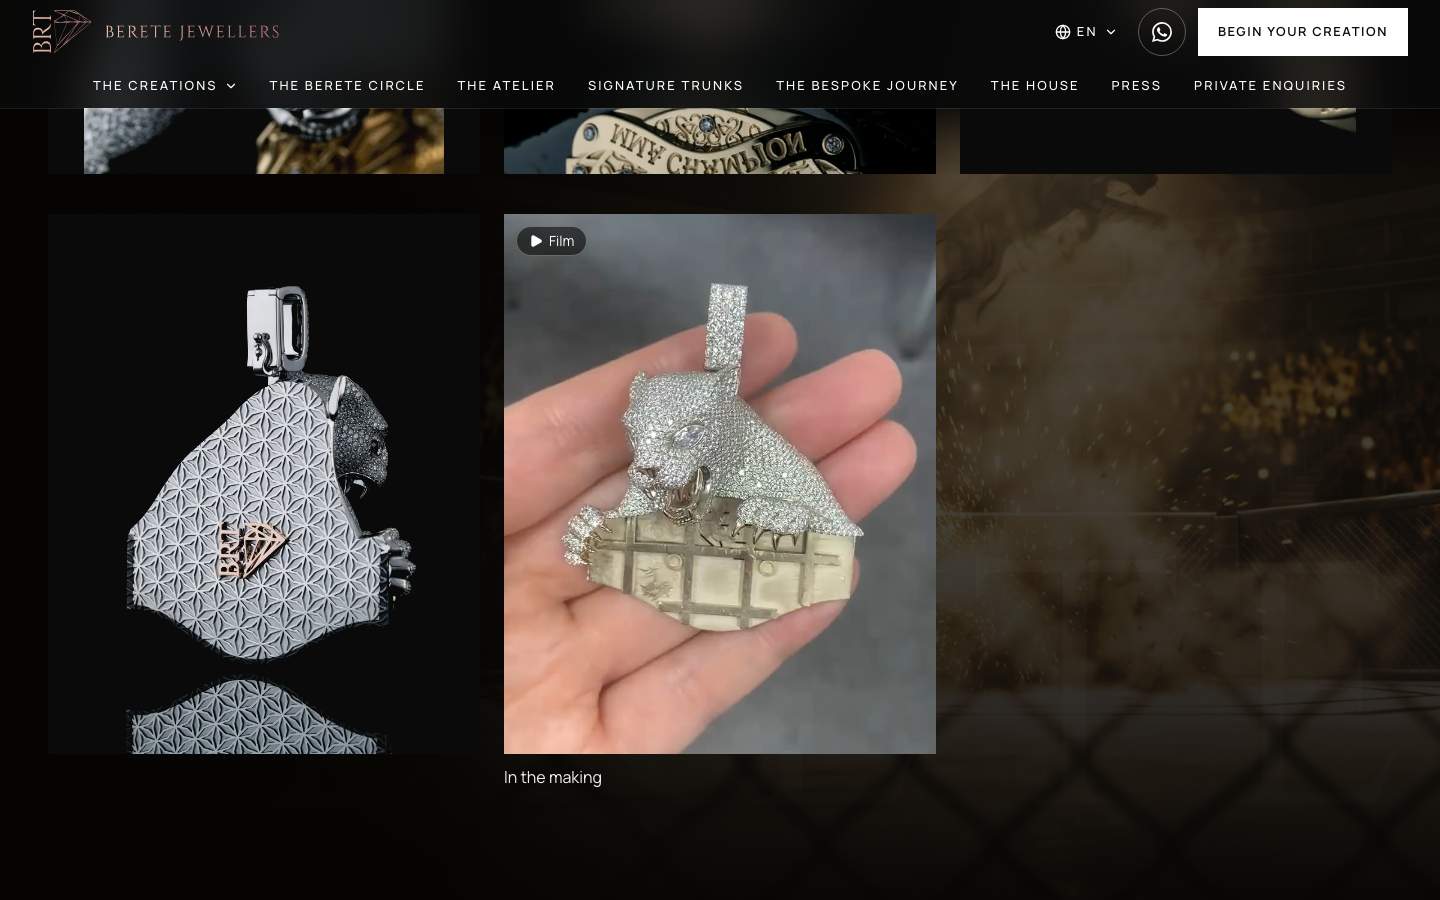 BRT
BERETE JEWELLERS
EN
BEGIN YOUR CREATION
THE CREATIONS
THE BERETE CIRCLE
THE ATELIER
SIGNATURE TRUNKS
THE BESPOKE JOURNEY
THE HOUSE
PRESS
PRIVATE ENQUIRIES
MMA CHAMPION
Film
BRT
In the making